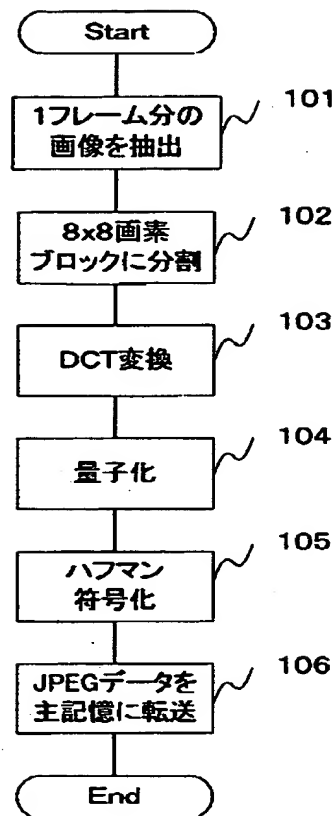 Start
1フレーム分の
画像を抽出
101
8x8画素
ブロックに分割
102
DCT変換
103
量子化
104
ハフマン
符号化
105
JPEGデータを
主記憶に転送
106
End